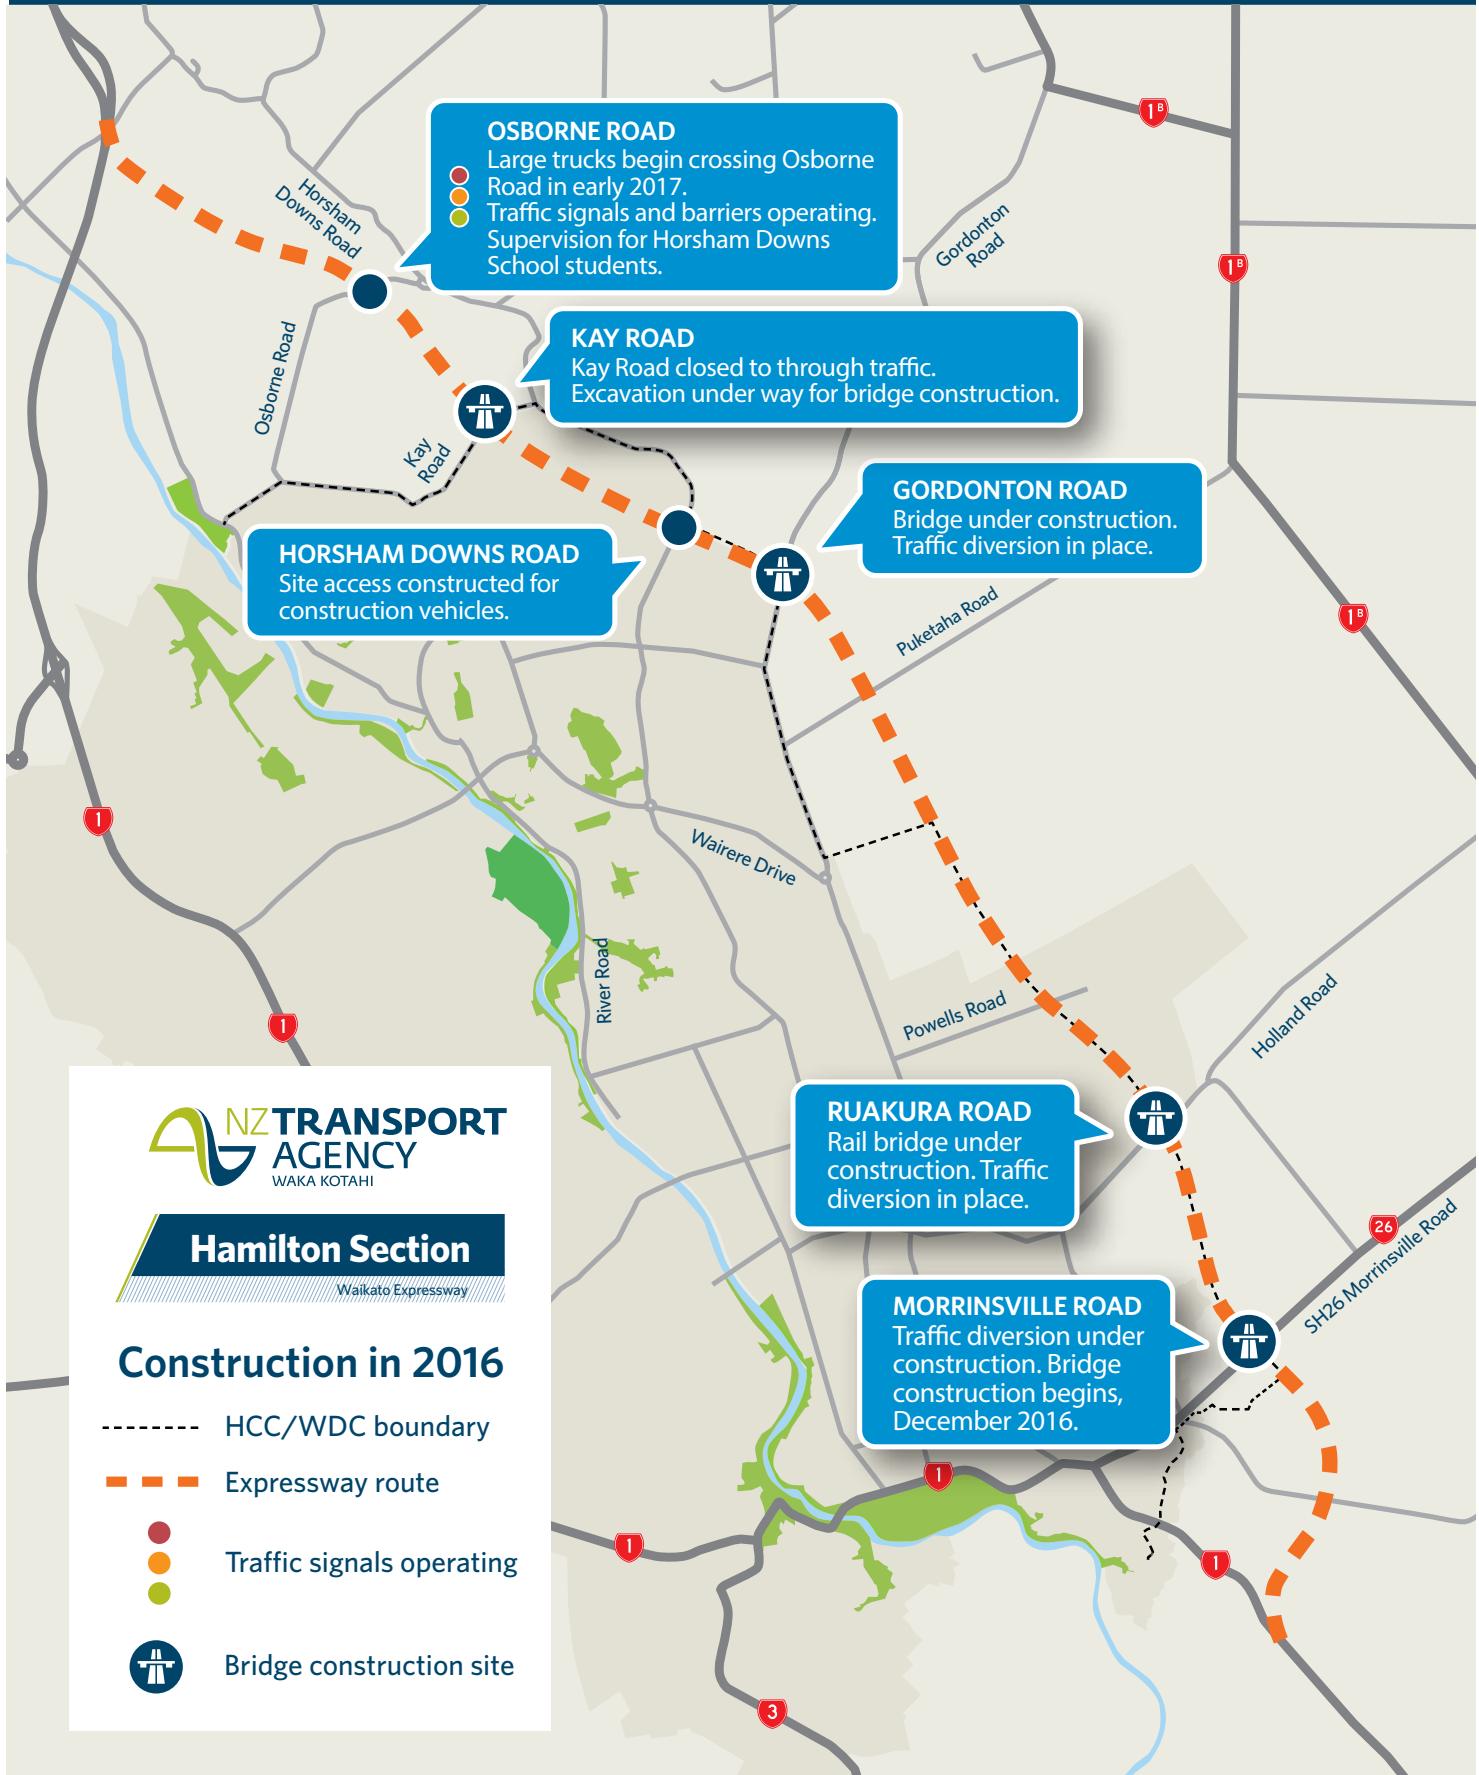 1B
OSBORNE ROAD
Large trucks begin crossing Osborne
Road in early 2017.
Traffic signals and barriers operating.
Supervision for Horsham Downs
School students.
Horsham
Downs Road
Gordonton
Road
1B
Osborne Road
KAY ROAD
Kay Road closed to through traffic.
Excavation under way for bridge construction.
Kay
Road
GORDONTON ROAD
Bridge under construction.
Traffic diversion in place.
HORSHAM DOWNS ROAD
Site access constructed for
construction vehicles.
Puketaha Road
1B
1
Wairere Drive
River Road
Powells Road
Holland Road
1
RUAKURA ROAD
Rail bridge under
construction. Traffic
diversion in place.
26
SH26 Morrinsville Road
MORRINSVILLE ROAD
Traffic diversion under
construction. Bridge
construction begins,
December 2016.
1
1
1
3
NZ TRANSPORT
AGENCY
WAKA KOTAHI
Hamilton Section
Waikato Expressway
Construction in 2016
HCC/WDC boundary
Expressway route
Traffic signals operating
Bridge construction site